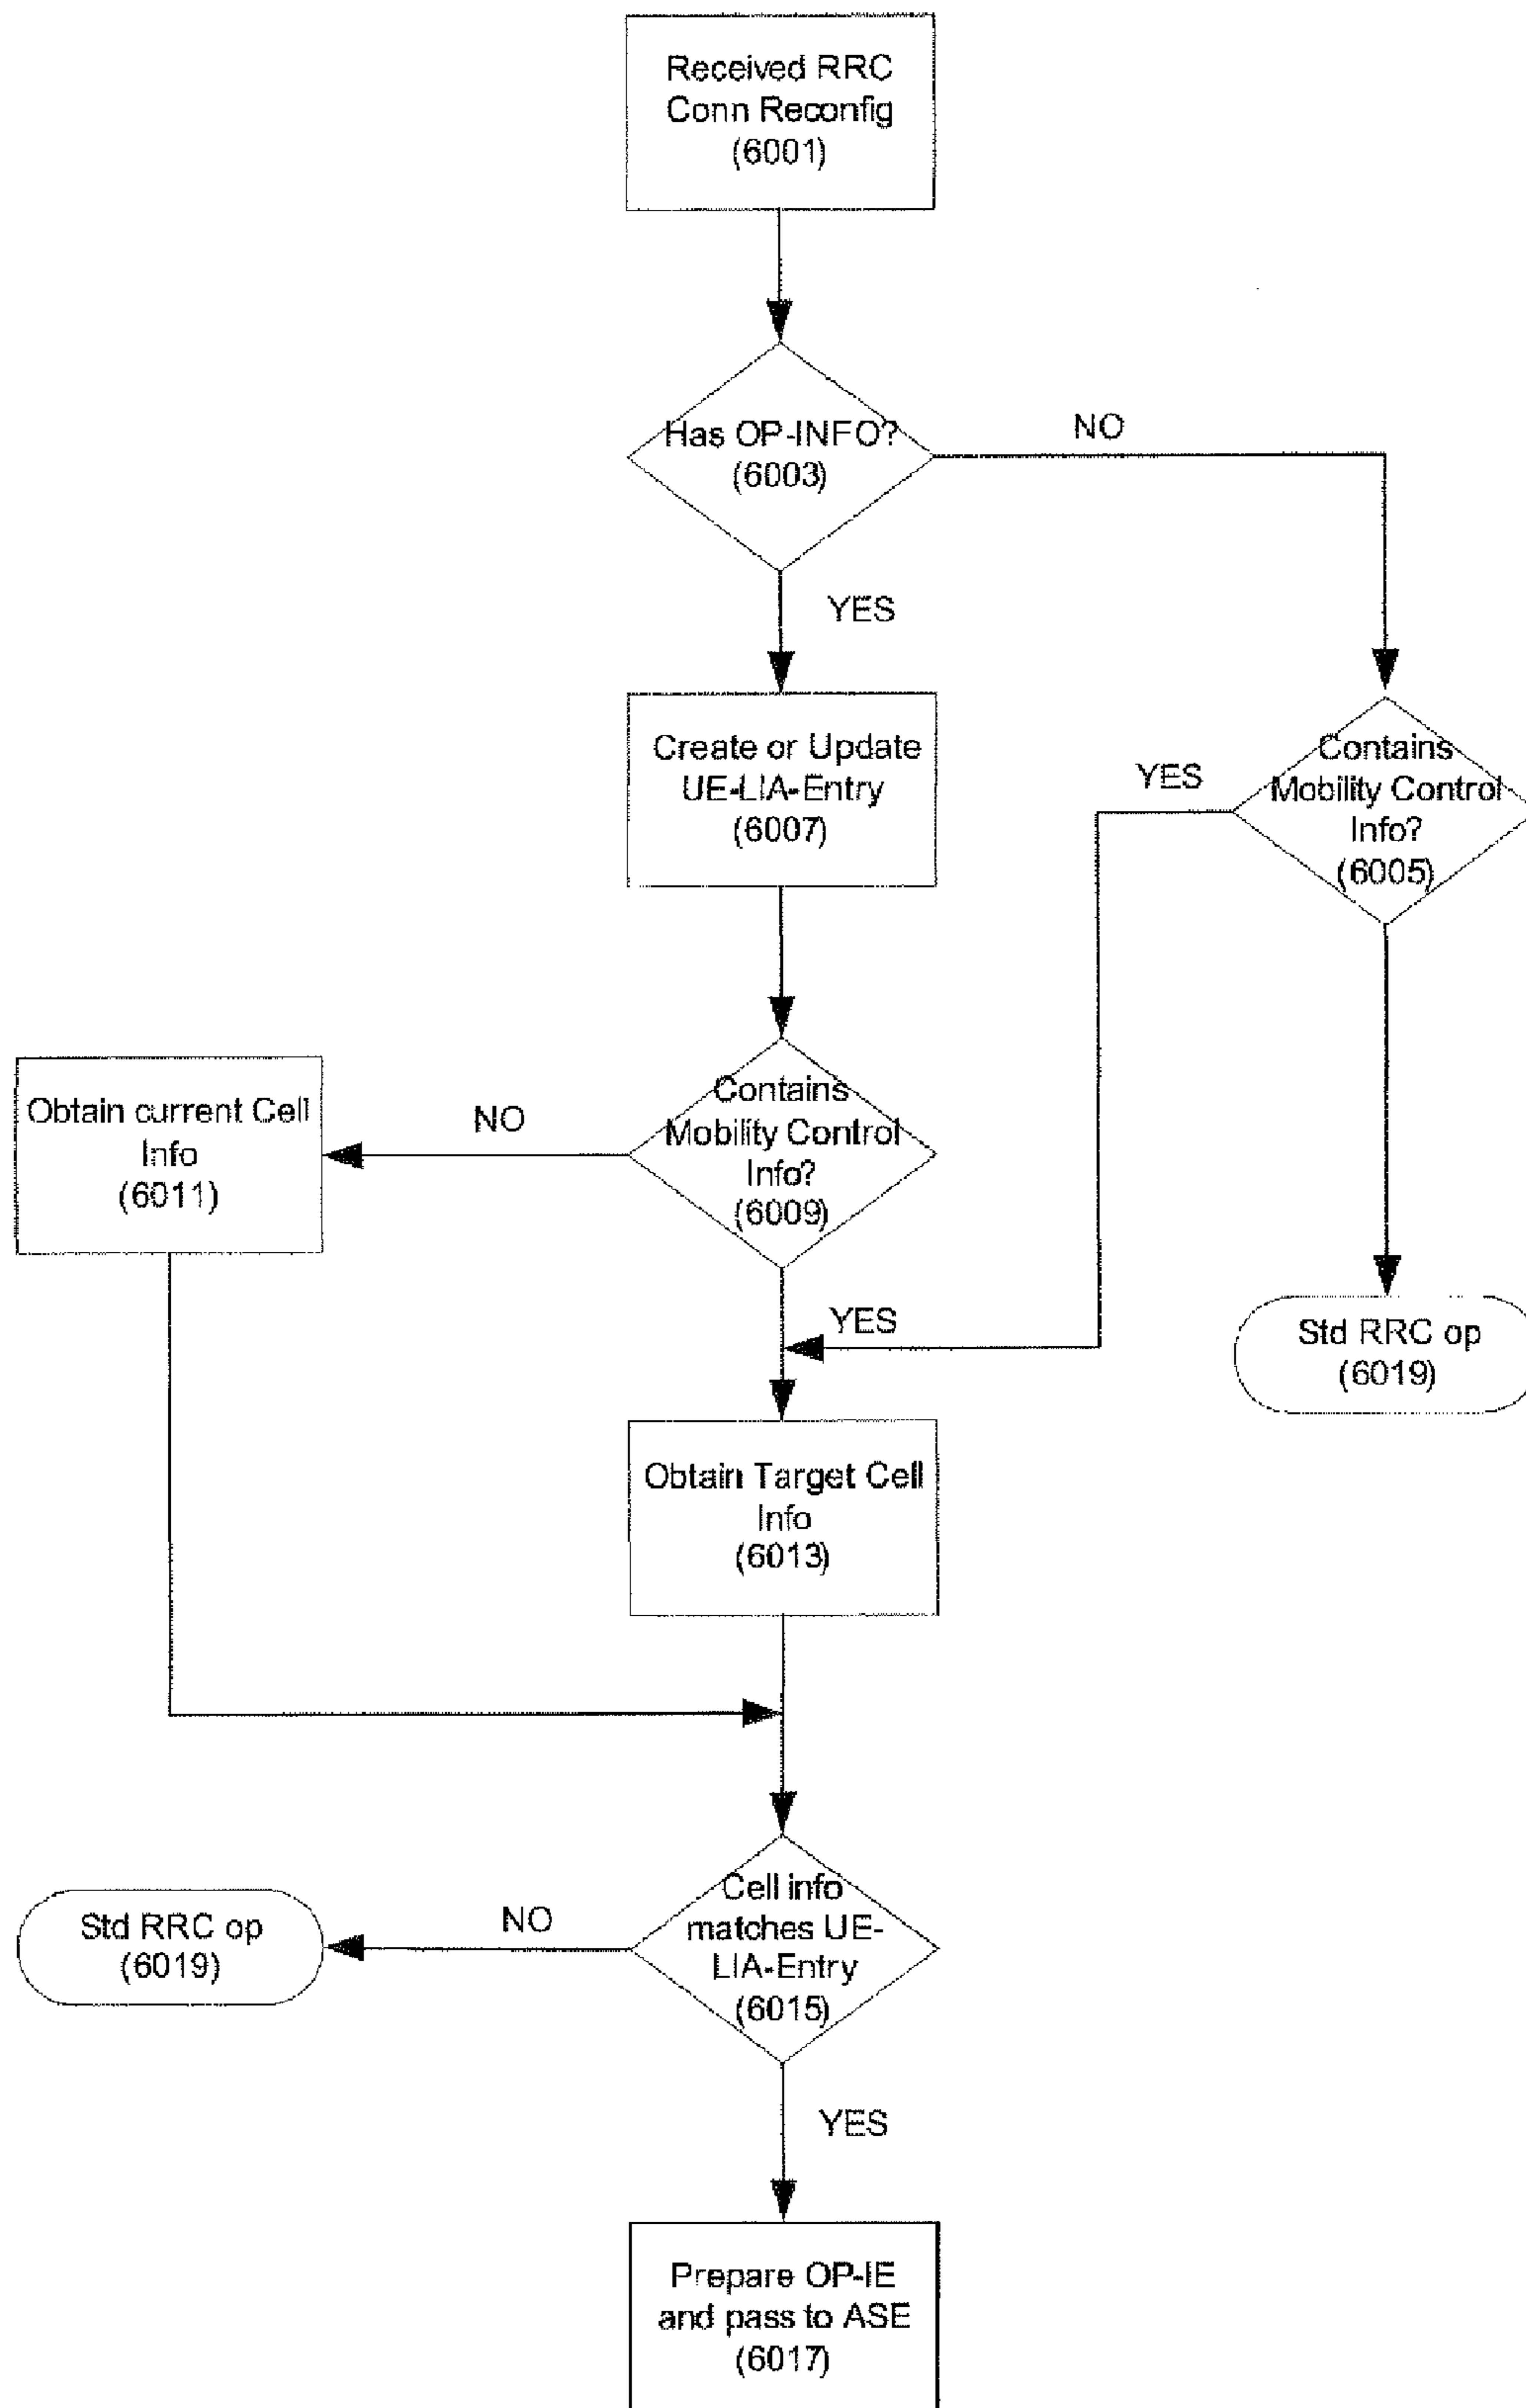 Received RRC
Conn Reconfig
(6001)
Has OP-INFO?
(6003)
NO
YES
Create or Update
UE-LIA-Entry
(6007)
Contains
Mobility Control
Info?
(6005)
YES
Contains
Mobility Control
Info?
(6009)
NO
Obtain current Cell
Info
(6011)
YES
Std RRC op
(6019)
Obtain Target Cell
Info
(6013)
Cell info
matches UE-
LIA-Entry
(6015)
NO
Std RRC op
(6019)
YES
Prepare OP-IE
and pass to ASE
(6017)